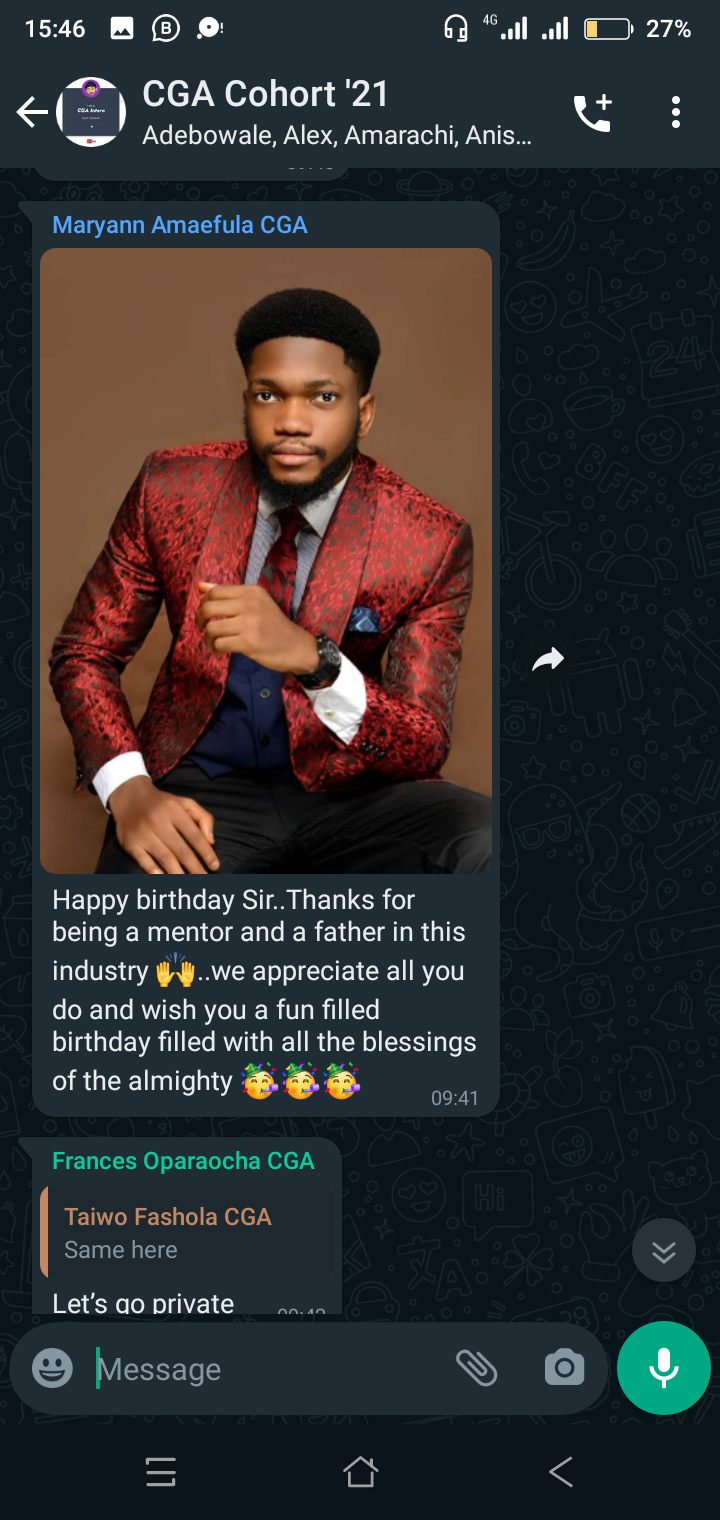 15:46
4G
27%
CGA Cohort '21
Adebowale, Alex, Amarachi, Anis...
Maryann Amaefula CGA
Happy birthday Sir..Thanks for
being a mentor and a father in this
industry 🙌..we appreciate all you
do and wish you a fun filled
birthday filled with all the blessings
of the almighty 🥳🥳🥳
09:41
Frances Oparaocha CGA
Taiwo Fashola CGA
Same here
Let’s go private
09:42
Message